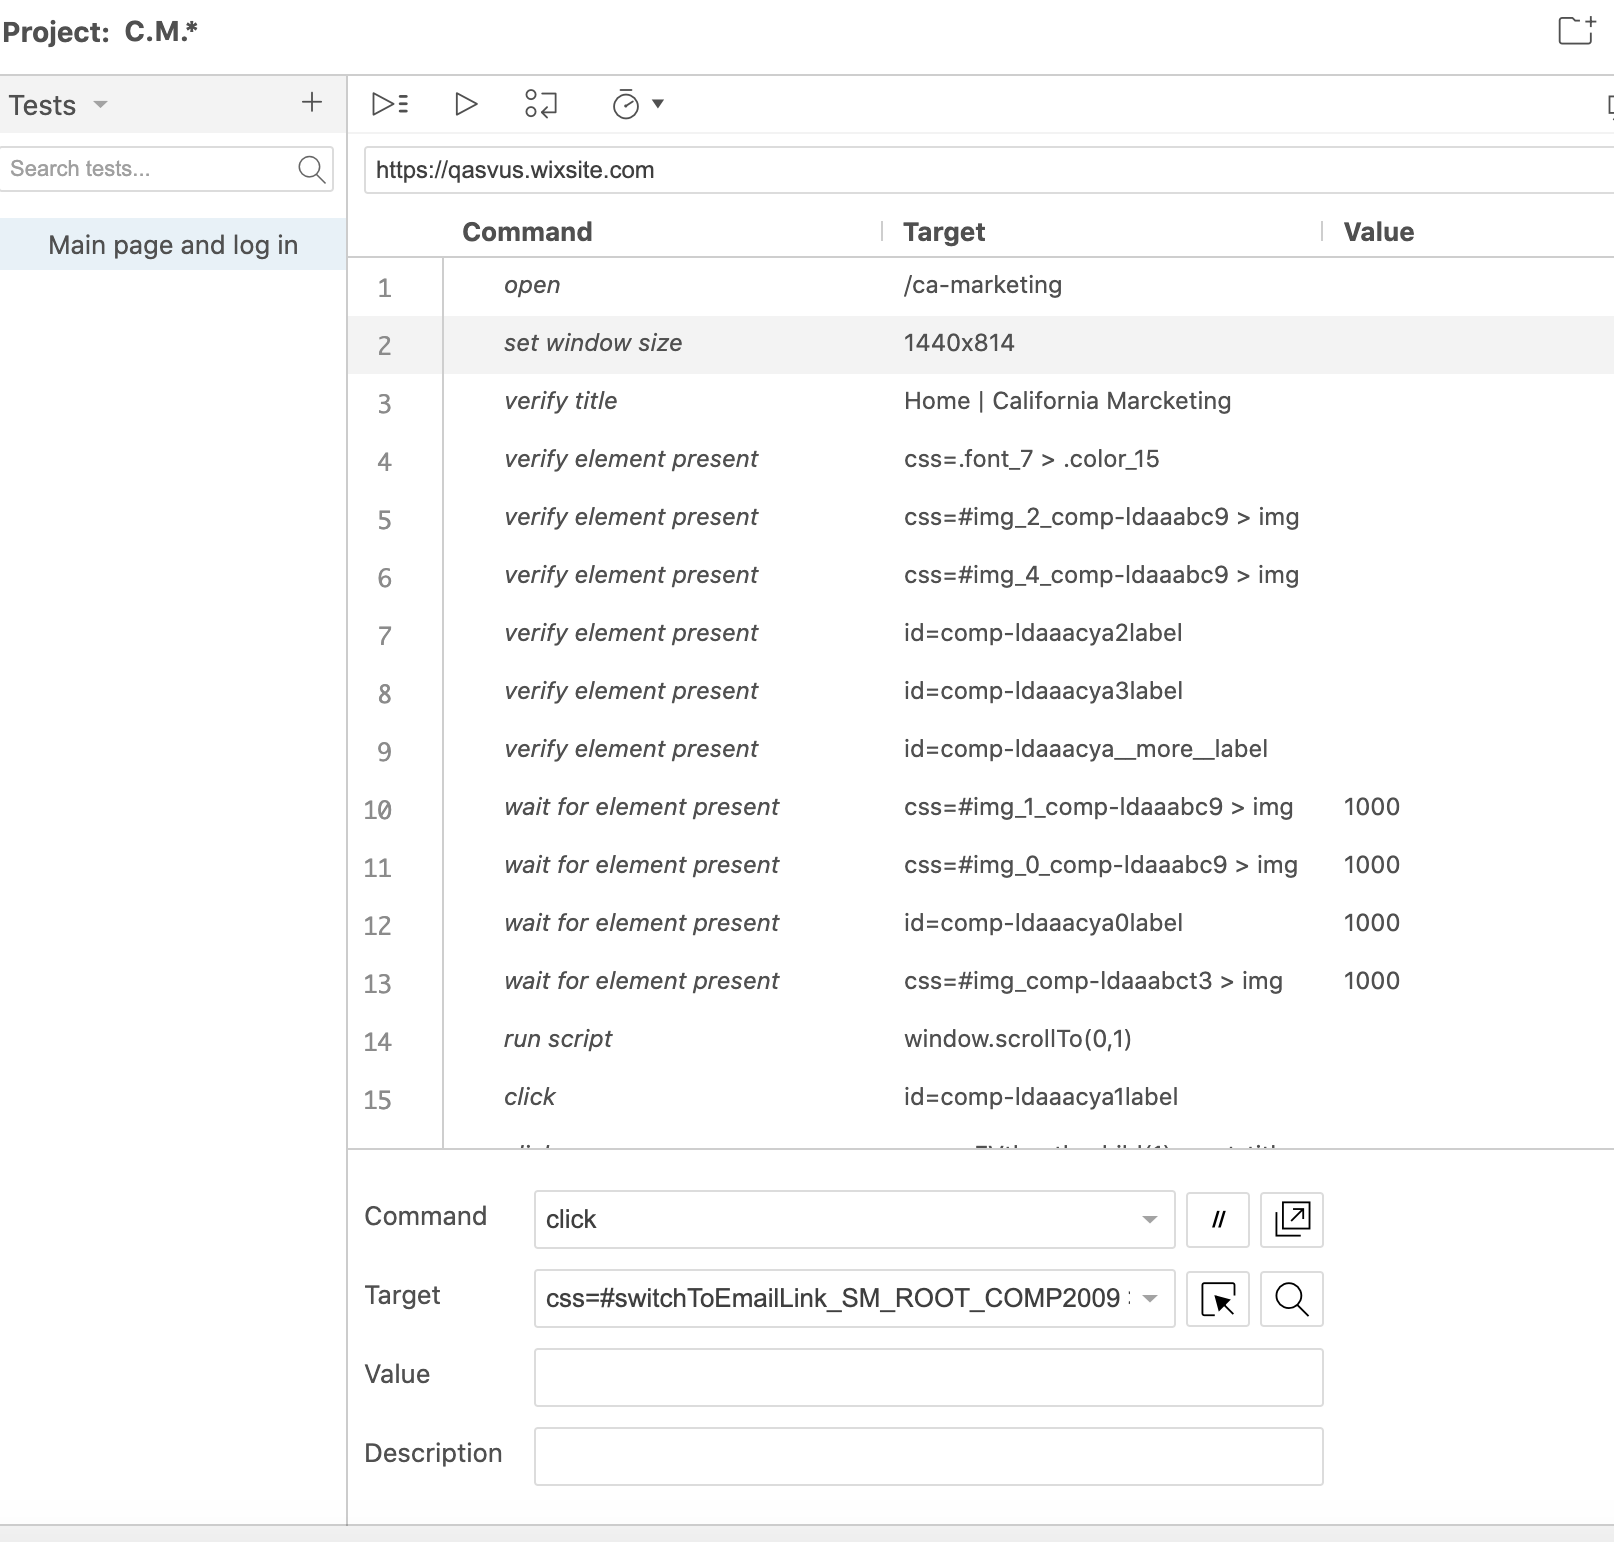 Project: C.M.*
Tests
Search tests...
https://qasvus.wixsite.com
Main page and log in
Command Target Value
1 open /ca-marketing
2 set window size 1440x814
3 verify title Home | California Marcketing
4 verify element present css=.font_7 > .color_15
5 verify element present css=#img_2_comp-ldaaabc9 > img
6 verify element present css=#img_4_comp-ldaaabc9 > img
7 verify element present id=comp-ldaaacya2label
8 verify element present id=comp-ldaaacya3label
9 verify element present id=comp-ldaaacya__more__label
10 wait for element present css=#img_1_comp-ldaaabc9 > img 1000
11 wait for element present css=#img_0_comp-ldaaabc9 > img 1000
12 wait for element present id=comp-ldaaacya0label 1000
13 wait for element present css=#img_comp-ldaaabct3 > img 1000
14 run script window.scrollTo(0,1)
15 click id=comp-ldaaacya1label
Command click //
Target css=#switchToEmailLink_SM_ROOT_COMP2009
Value
Description